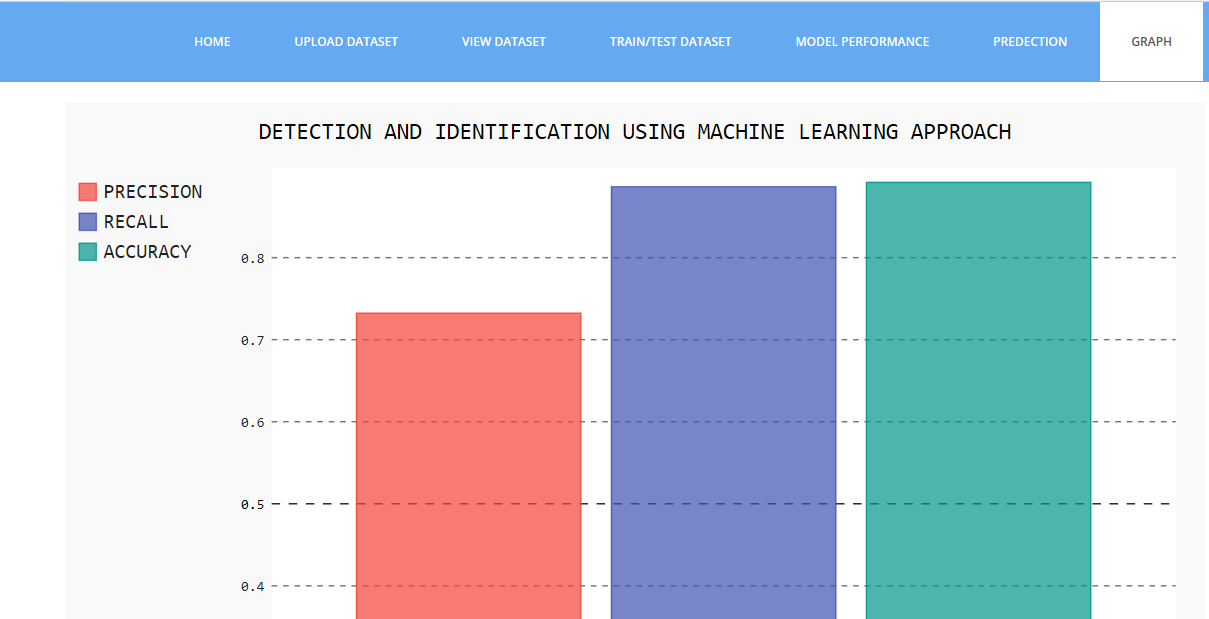 HOME UPLOAD DATASET VIEW DATASET TRAIN/TEST DATASET MODEL PERFORMANCE PREDECTION GRAPH
DETECTION AND IDENTIFICATION USING MACHINE LEARNING APPROACH
PRECISION
RECALL
ACCURACY
0.8
0.7
0.6
0.5
0.4